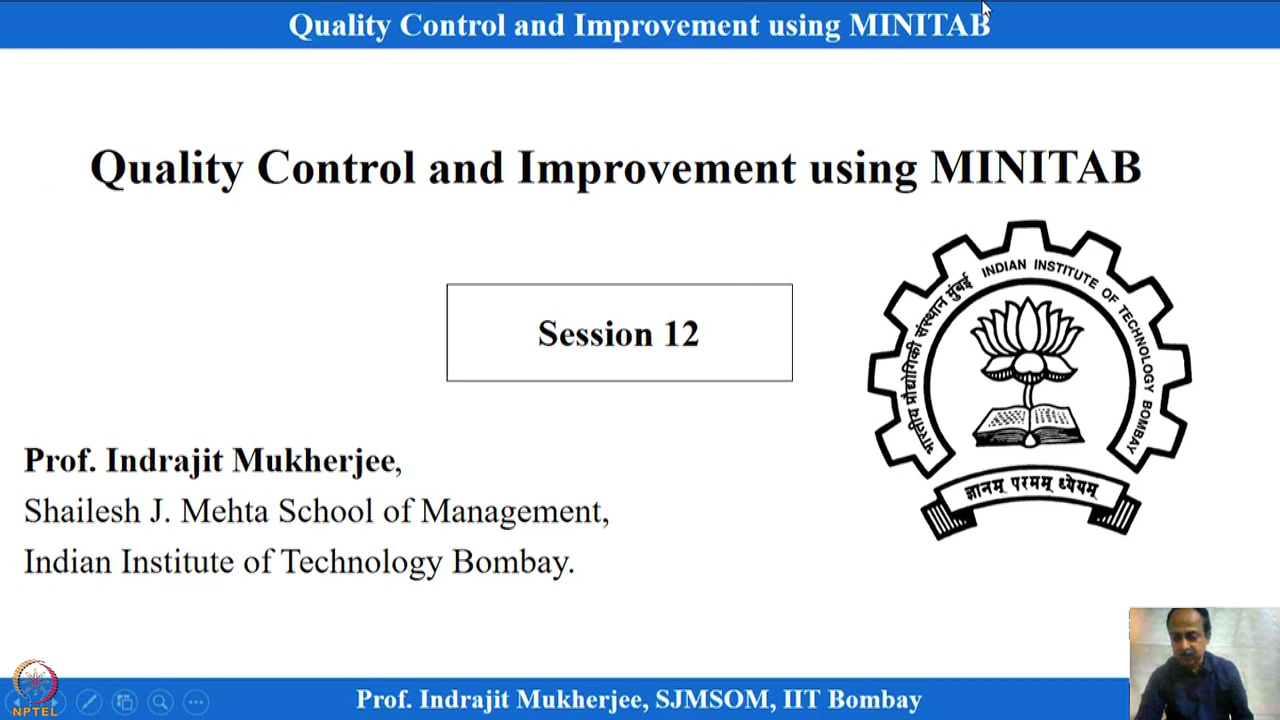 Quality Control and Improvement using MINITAB
Quality Control and Improvement using MINITAB
Session 12
भारतीय प्रौद्योगिकी संस्थान मुंबई
INDIAN INSTITUTE OF TECHNOLOGY BOMBAY
ज्ञानम् परमम् ध्येयम्
Prof. Indrajit Mukherjee,
Shailesh J. Mehta School of Management,
Indian Institute of Technology Bombay.
NPTEL
Prof. Indrajit Mukherjee, SJMSOM, IIT Bombay